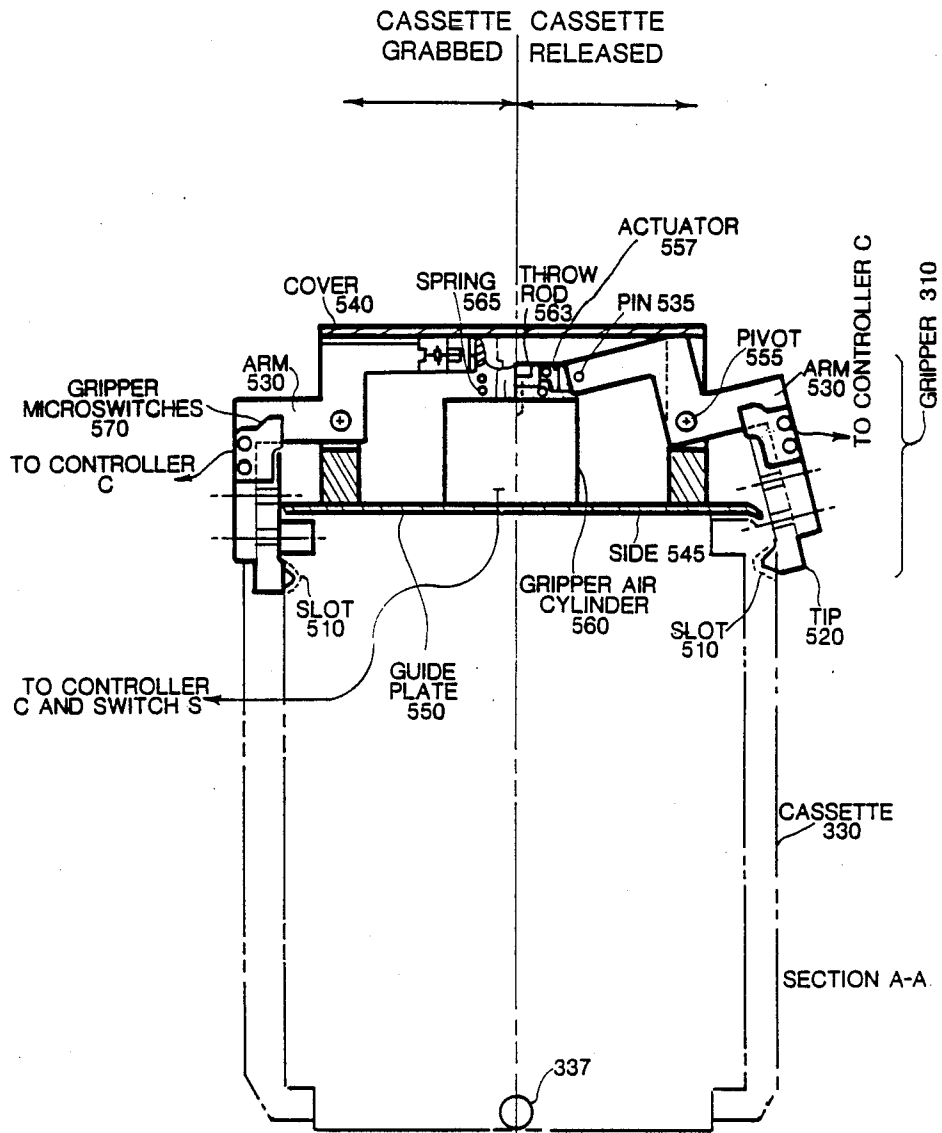 CASSETTE GRABBED
CASSETTE RELEASED
ACTUATOR 557
SPRING 565
THROW ROD 563
COVER 540
PIN 535
PIVOT 555
ARM 530
ARM 530
TO CONTROLLER C
GRIPPER 310
GRIPPER MICROSWITCHES 570
TO CONTROLLER C
SIDE 545
SLOT 510
GRIPPER AIR CYLINDER 560
SLOT 510
TIP 520
GUIDE PLATE 550
TO CONTROLLER C AND SWITCH S
CASSETTE 330
SECTION A-A
337